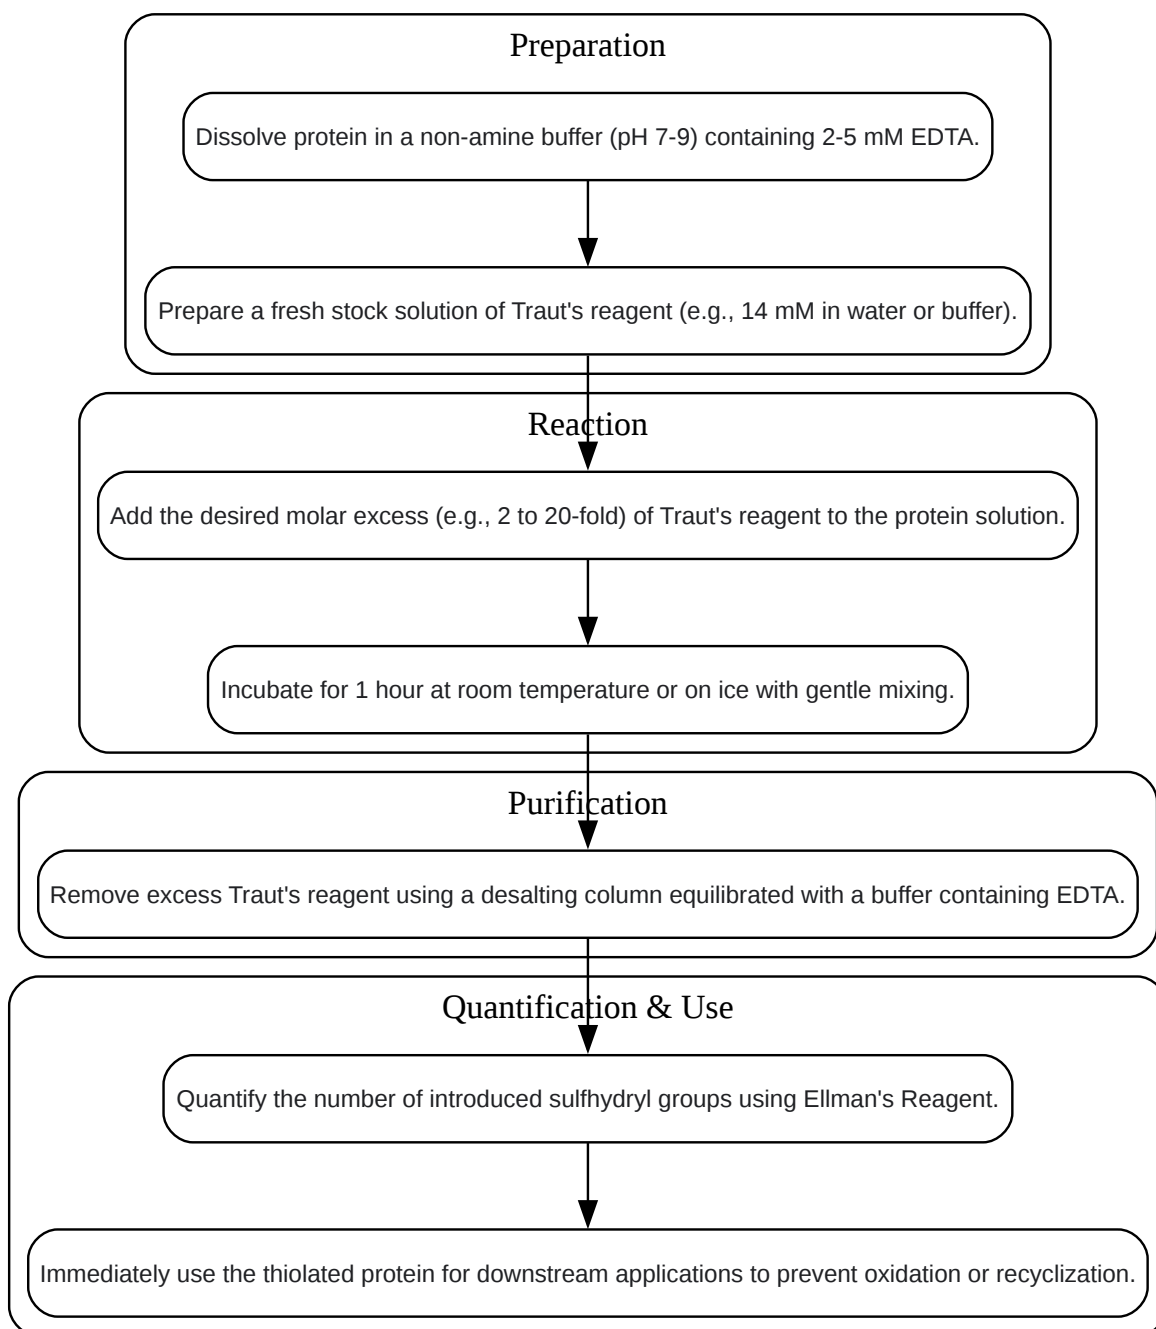 Preparation
Dissolve protein in a non-amine buffer (pH 7-9) containing 2-5 mM EDTA.
Prepare a fresh stock solution of Traut's reagent (e.g., 14 mM in water or buffer).
Reaction
Add the desired molar excess (e.g., 2 to 20-fold) of Traut's reagent to the protein solution.
Incubate for 1 hour at room temperature or on ice with gentle mixing.
Purification
Remove excess Traut's reagent using a desalting column equilibrated with a buffer containing EDTA.
Quantification & Use
Quantify the number of introduced sulfhydryl groups using Ellman's Reagent.
Immediately use the thiolated protein for downstream applications to prevent oxidation or recyclization.